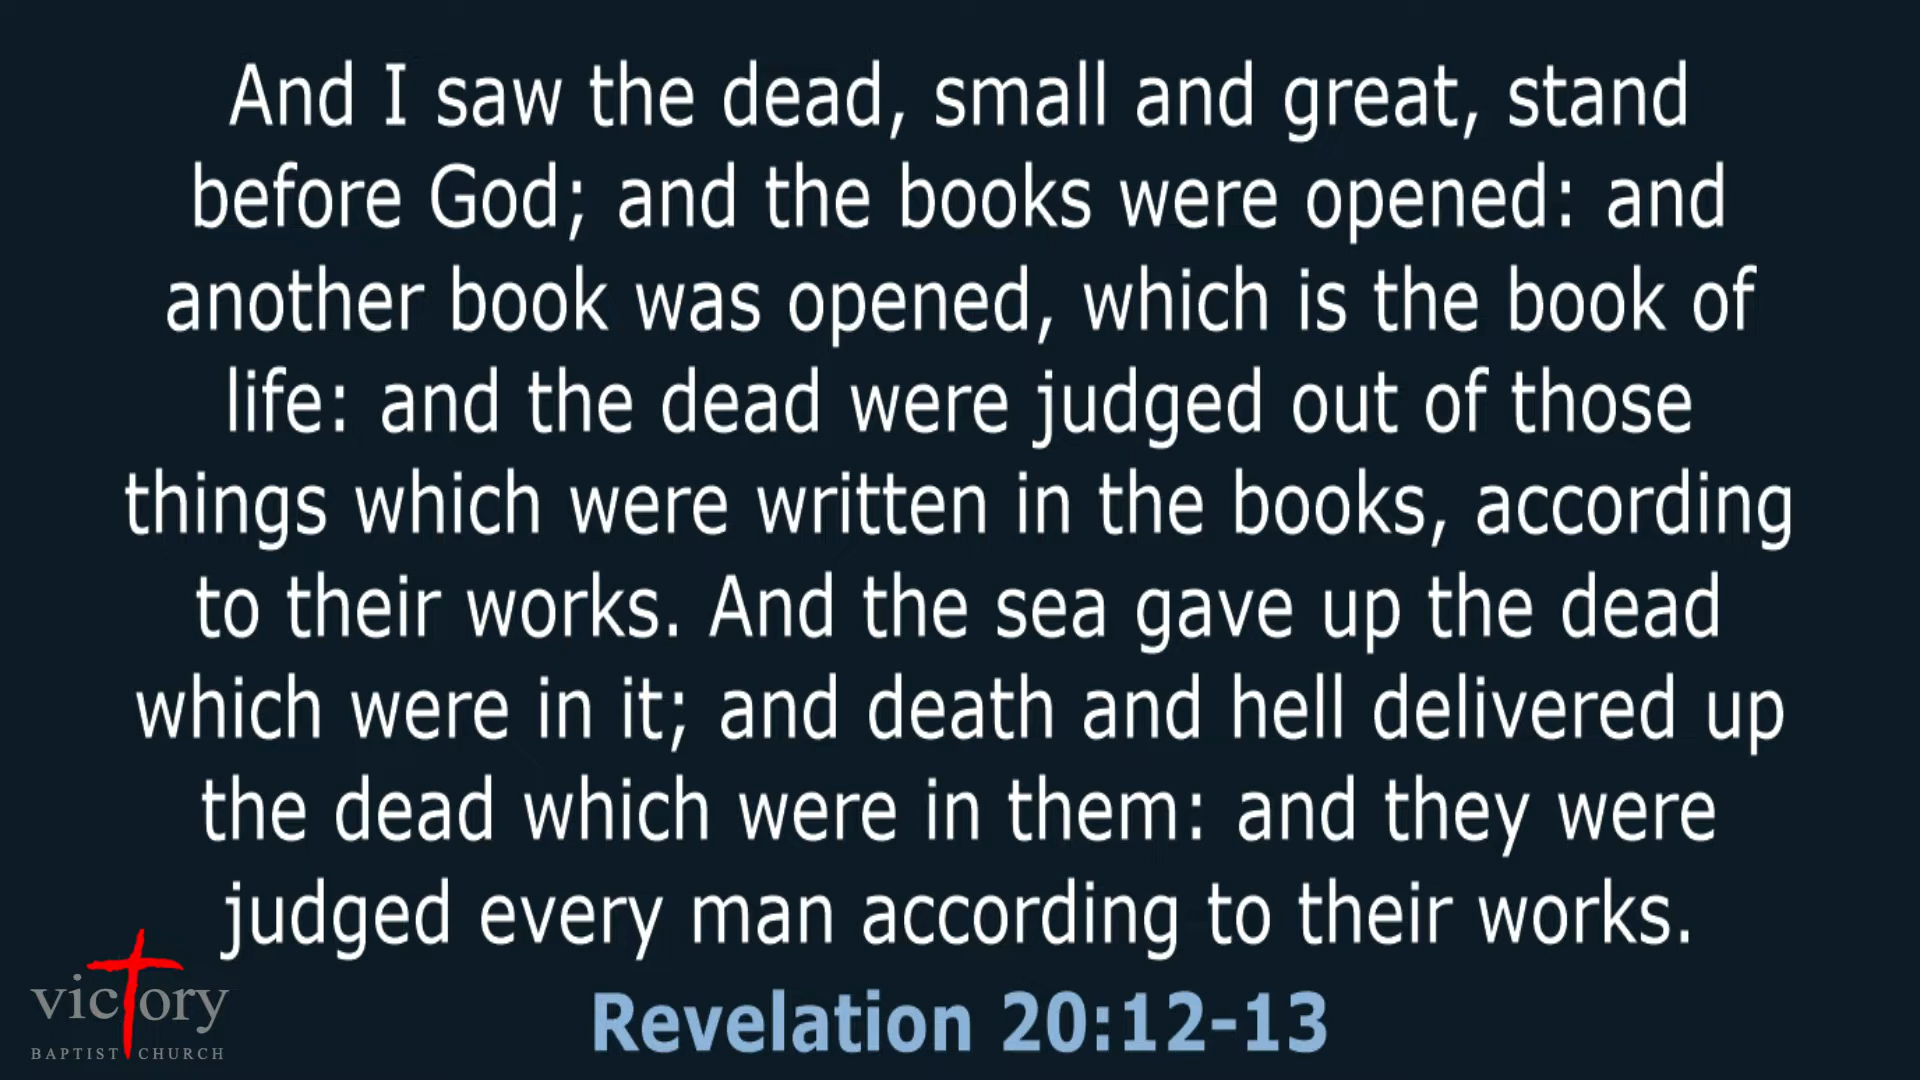 And I saw the dead, small and great, stand
before God; and the books were opened: and
another book was opened, which is the book of
life: and the dead were judged out of those
things which were written in the books, according
to their works. And the sea gave up the dead
which were in it; and death and hell delivered up
the dead which were in them: and they were
judged every man according to their works.
Revelation 20:12-13
victory
BAPTIST CHURCH